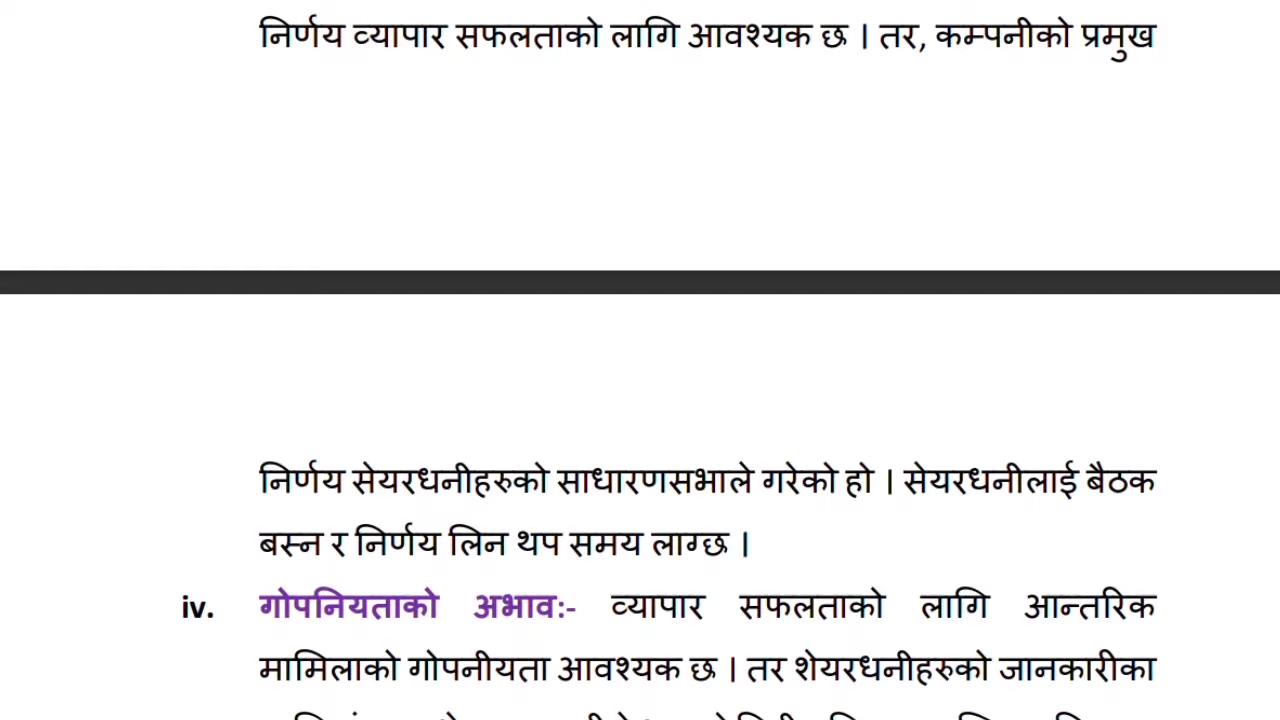 निर्णय व्यापार सफलताको लागि आवश्यक छ । तर, कम्पनीको प्रमुख
निर्णय सेयरधनीहरुको साधारणसभाले गरेको हो । सेयरधनीलाई बैठक
बस्न र निर्णय लिन थप समय लाग्छ ।
iv. गोपनियताको अभाव:- व्यापार सफलताको लागि आन्तरिक
मामिलाको गोपनीयता आवश्यक छ । तर शेयरधनीहरुको जानकारीका